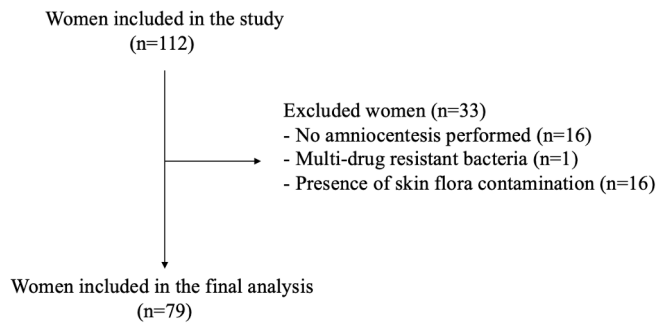 Women included in the study
(n=112)
Excluded women (n=33)
- No amniocentesis performed (n=16)
- Multi-drug resistant bacteria (n=1)
- Presence of skin flora contamination (n=16)
Women included in the final analysis
(n=79)